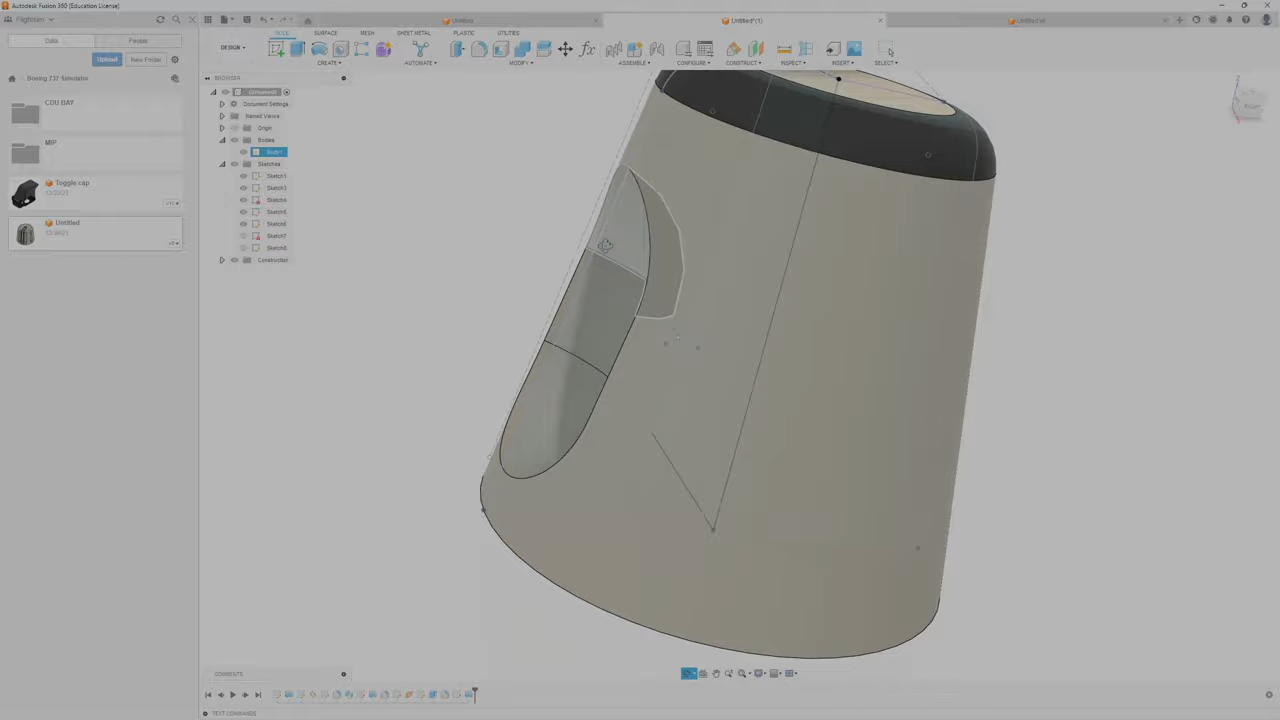 Autodesk Fusion 360 (Education License)
Flightsim
Untitled
Untitled*(1)
Data
People
Upload
New Folder
Boeing 737 Simulator
CDU BAY
MIP
Toggle cap
Untitled
DESIGN
SURFACE
MESH
SHEET METAL
PLASTIC
UTILITIES
CREATE
AUTOMATE
MODIFY
ASSEMBLE
CONFIGURE
CONSTRUCT
INSPECT
INSERT
SELECT
BROWSER
Document Settings
Named Views
Origin
Bodies
Body1
Sketches
Sketch1
Sketch3
Sketch4
Sketch5
Sketch6
Sketch7
Sketch8
Construction
RIGHT
COMMENTS
TEXT COMMANDS